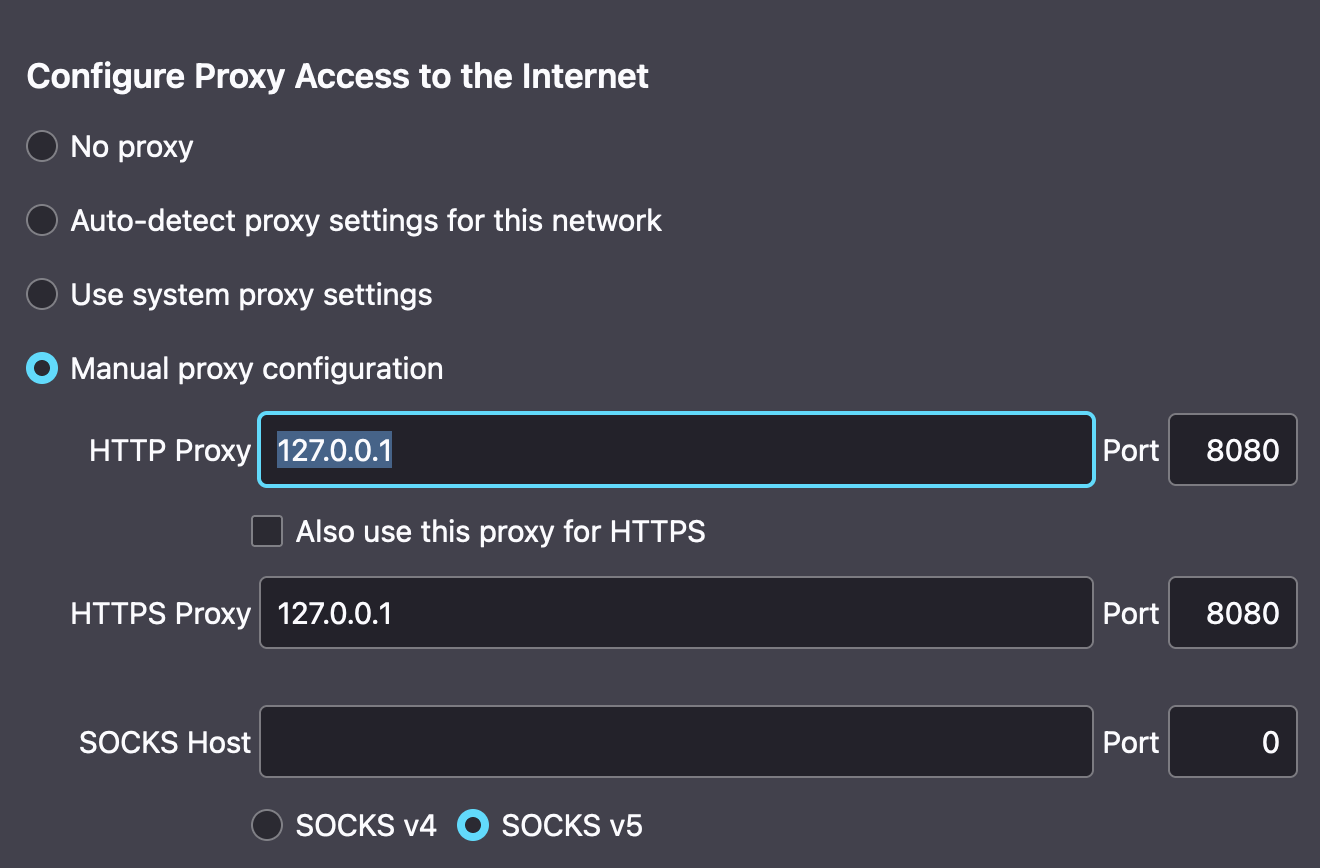 Configure Proxy Access to the Internet
No proxy
Auto-detect proxy settings for this network
Use system proxy settings
Manual proxy configuration
HTTP Proxy 127.0.0.1 Port 8080
Also use this proxy for HTTPS
HTTPS Proxy 127.0.0.1 Port 8080
SOCKS Host Port 0
SOCKS v4 SOCKS v5